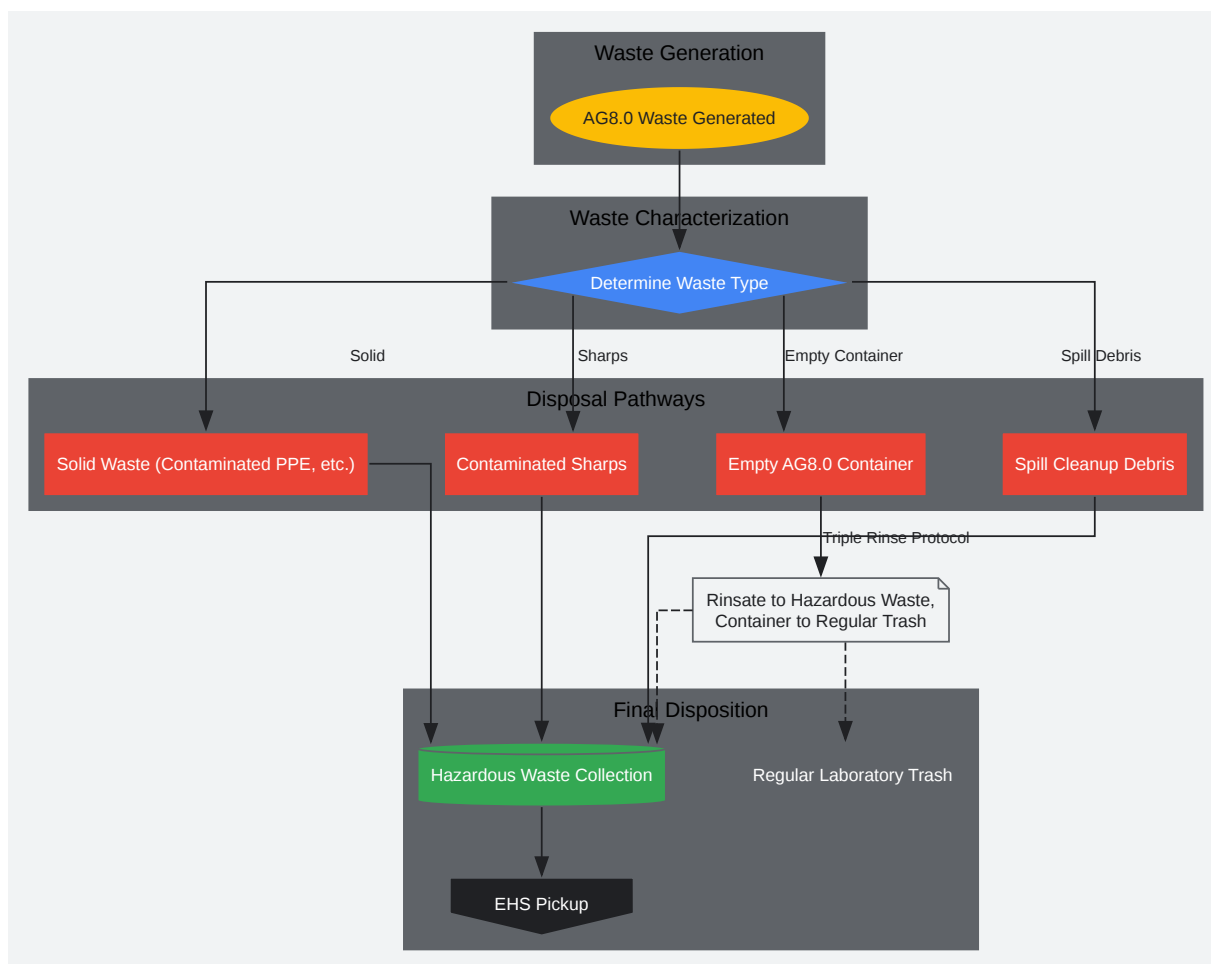 Waste Generation
AG8.0 Waste Generated
Waste Characterization
Determine Waste Type
Solid
Sharps
Empty Container
Spill Debris
Disposal Pathways
Solid Waste (Contaminated PPE, etc.)
Contaminated Sharps
Empty AG8.0 Container
Spill Cleanup Debris
Triple Rinse Protocol
Rinsate to Hazardous Waste,
Container to Regular Trash
Final Disposition
Hazardous Waste Collection
Regular Laboratory Trash
EHS Pickup